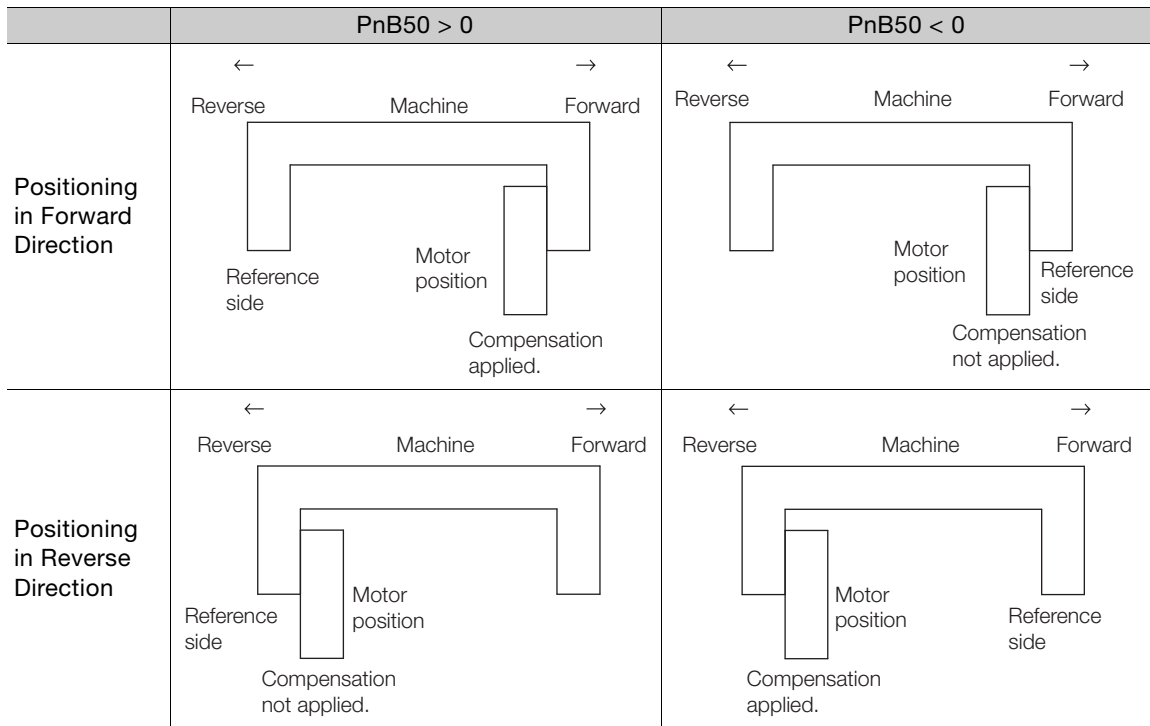 PnB50 > 0
PnB50 < 0
Positioning
in Forward
Direction
← →
Reverse Machine Forward
Reference
side
Motor
position
Compensation
applied.
← →
Reverse Machine Forward
Motor
position
Reference
side
Compensation
not applied.
Positioning
in Reverse
Direction
← →
Reverse Machine Forward
Reference
side
Motor
position
Compensation
not applied.
← →
Reverse Machine Forward
Motor
position
Reference
side
Compensation
applied.